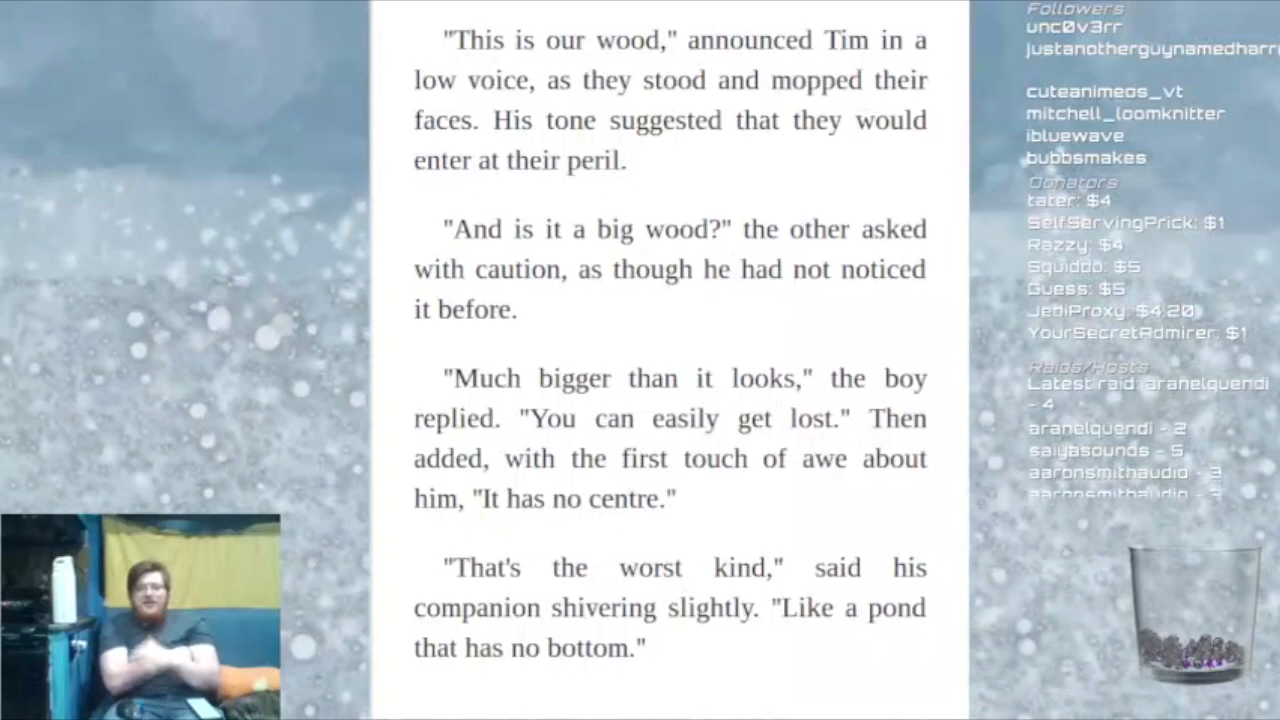 "This is our wood," announced Tim in a
low voice, as they stood and mopped their
faces. His tone suggested that they would
enter at their peril.
"And is it a big wood?" the other asked
with caution, as though he had not noticed
it before.
"Much bigger than it looks," the boy
replied. "You can easily get lost." Then
added, with the first touch of awe about
him, "It has no centre."
"That's the worst kind," said his
companion shivering slightly. "Like a pond
that has no bottom."
Followers
unc0v3rr
justanotherguynamedharr
cuteanimeos_vt
mitchell_loomknitter
ibluewave
bubbsmakes
Donators
tater: $4
SelfServingPrick: $1
Razzy: $4
Squiddo: $5
Guess: $5
JediProxy: $4.20
YourSecretAdmirer: $1
Raids/Hosts
Latest raid: aranelquendi
- 4
aranelquendi - 2
saiyasounds - 5
aaronsmithaudio - 3
aaronsmithaudio - 3